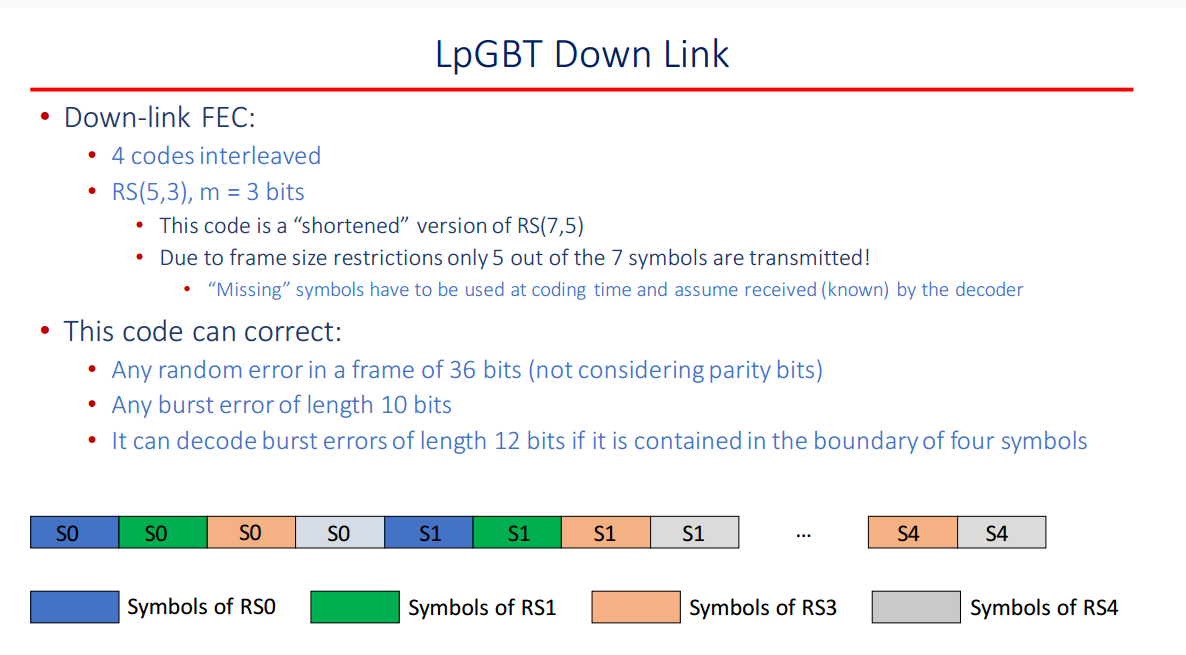 LpGBT Down Link
• Down-link FEC:
• 4 codes interleaved
• RS(5,3), m = 3 bits
• This code is a “shortened” version of RS(7,5)
• Due to frame size restrictions only 5 out of the 7 symbols are transmitted!
• “Missing” symbols have to be used at coding time and assume received (known) by the decoder
• This code can correct:
• Any random error in a frame of 36 bits (not considering parity bits)
• Any burst error of length 10 bits
• It can decode burst errors of length 12 bits if it is contained in the boundary of four symbols
S0 S0 S0 S0 S1 S1 S1 S1 ... S4 S4
Symbols of RS0 Symbols of RS1 Symbols of RS3 Symbols of RS4